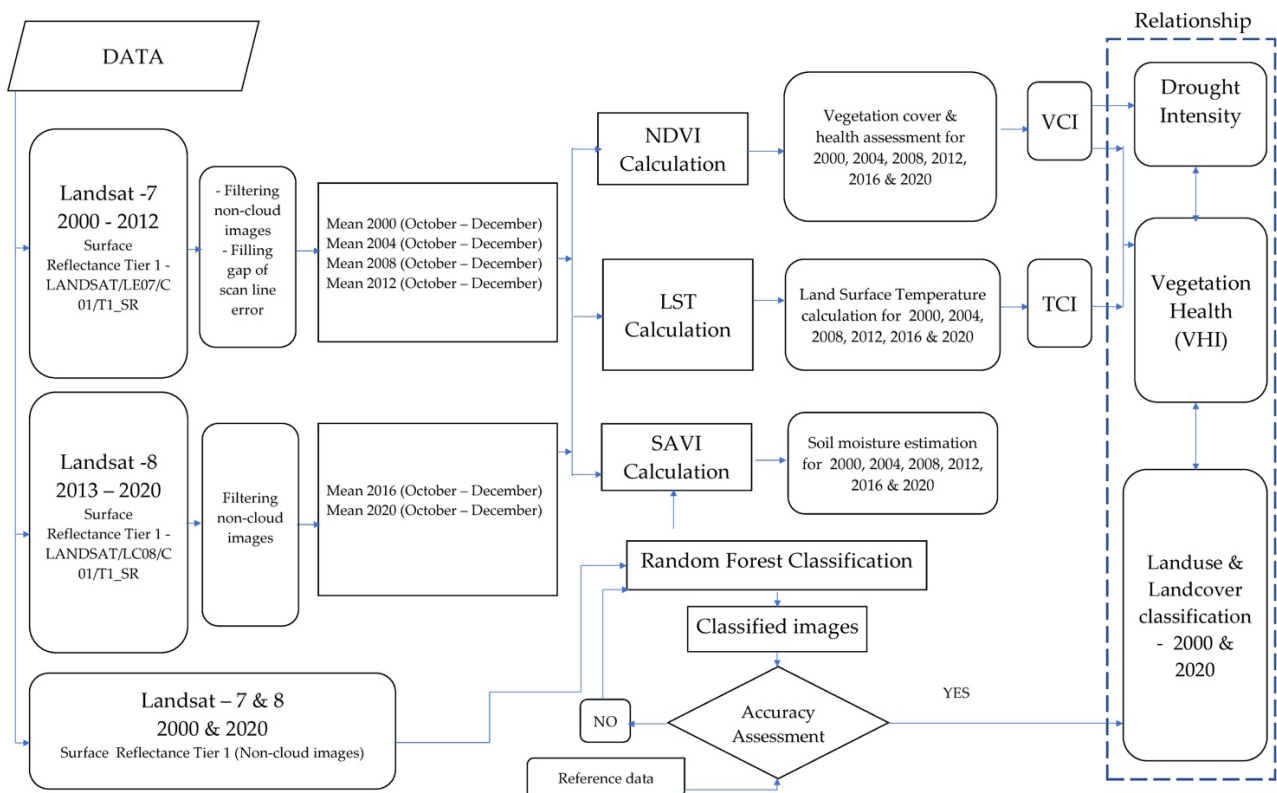 Relationship
DATA
Landsat -7
2000 - 2012
Surface
Reflectance Tier 1 -
LANDSAT/LE07/C
01/T1_SR
- Filtering
non-cloud
images
- Filling
gap of
scan line
error
Mean 2000 (October – December)
Mean 2004 (October – December)
Mean 2008 (October – December)
Mean 2012 (October – December)
NDVI
Calculation
Vegetation cover &
health assessment for
2000, 2004, 2008, 2012,
2016 & 2020
VCI
Drought
Intensity
LST
Calculation
Land Surface Temperature
calculation for 2000, 2004,
2008, 2012, 2016 & 2020
TCI
Vegetation
Health
(VHI)
Landsat -8
2013 – 2020
Surface
Reflectance Tier 1 -
LANDSAT/LC08/C
01/T1_SR
Filtering
non-cloud
images
Mean 2016 (October – December)
Mean 2020 (October – December)
SAVI
Calculation
Soil moisture estimation
for 2000, 2004, 2008, 2012,
2016 & 2020
Random Forest Classification
Classified images
Landuse &
Landcover
classification
- 2000 &
2020
Landsat – 7 & 8
2000 & 2020
Surface Reflectance Tier 1 (Non-cloud images)
NO
Accuracy
Assessment
YES
Reference data